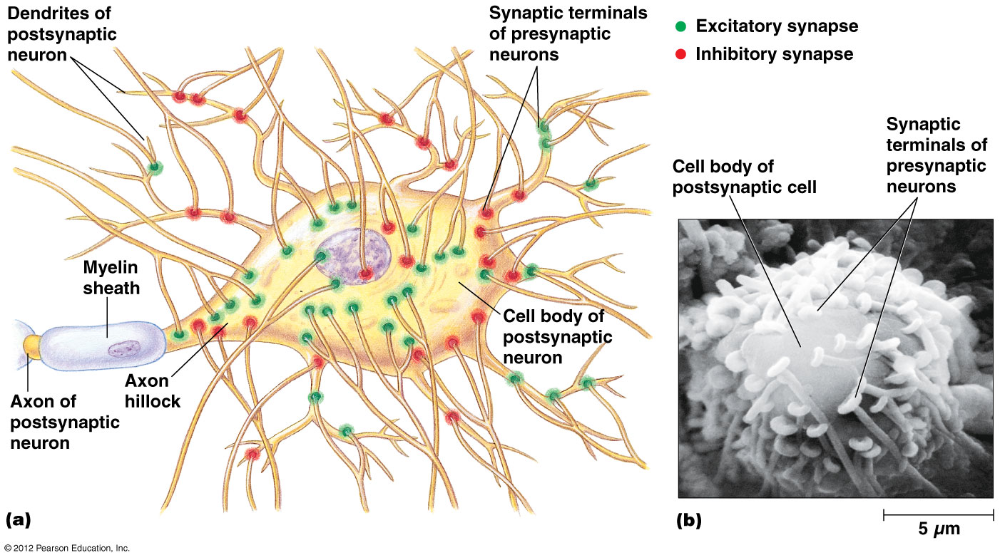 Dendrites of
postsynaptic
neuron
Synaptic terminals
of presynaptic
neurons
Excitatory synapse
Inhibitory synapse
Synaptic
terminals of
presynaptic
neurons
Cell body of
postsynaptic cell
Myelin
sheath
Cell body of
postsynaptic
neuron
Axon
hillock
Axon of
postsynaptic
neuron
(a)
(b)
5 µm
© 2012 Pearson Education, Inc.